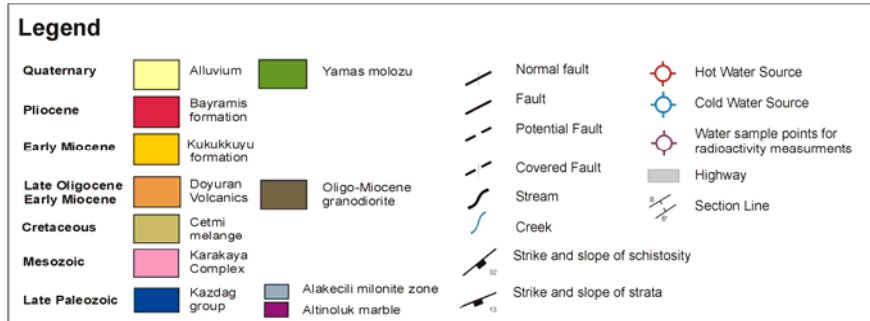 Legend
Quaternary
Alluvium
Yamas molozu
Pliocene
Bayramis
formation
Early Miocene
Kukukkuyu
formation
Late Oligocene
Early Miocene
Doyuran
Volcanics
Oligo-Miocene
granodiorite
Cretaceous
Cetmi
melange
Mesozoic
Karakaya
Complex
Late Paleozoic
Kazdag
group
Alakecili milonite zone
Altinoluk marble
Normal fault
Fault
Potential Fault
Covered Fault
Stream
Creek
32
Strike and slope of schistosity
13
Strike and slope of strata
Hot Water Source
Cold Water Source
Water sample points for
radioactivity measurments
Highway
B
B'
Section Line